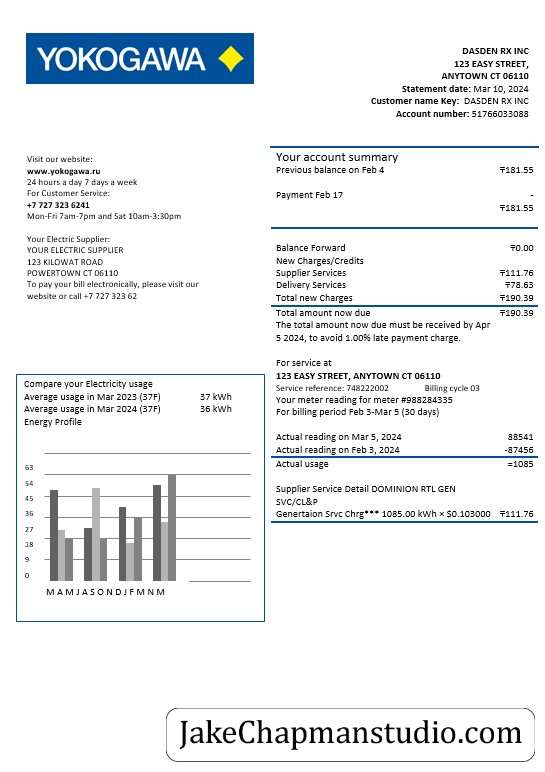 YOKOGAWA
DASDEN RX INC
123 EASY STREET,
ANYTOWN CT 06110
Statement date: Mar 10, 2024
Customer name Key: DASDEN RX INC
Account number: 51766033088
Visit our website:
www.yokogawa.ru
24 hours a day 7 days a week
For Customer Service:
+7 727 323 6241
Mon-Fri 7am-7pm and Sat 10am-3:30pm
Your Electric Supplier:
YOUR ELECTRIC SUPPLIER
123 KILOWAT ROAD
POWERTOWN CT 06110
To pay your bill electronically, please visit our
website or call +7 727 323 62
Your account summary
Previous balance on Feb 4 ₸181.55
Payment Feb 17 -
₸181.55
Balance Forward ₸0.00
New Charges/Credits
Supplier Services ₸111.76
Delivery Services ₸78.63
Total new Charges ₸190.39
Total amount now due ₸190.39
The total amount now due must be received by Apr
5 2024, to avoid 1.00% late payment charge.
For service at
123 EASY STREET, ANYTOWN CT 06110
Service reference: 748222002 Billing cycle 03
Your meter reading for meter #988284335
For billing period Feb 3-Mar 5 (30 days)
Actual reading on Mar 5, 2024 88541
Actual reading on Feb 3, 2024 -87456
Actual usage =1085
Supplier Service Detail DOMINION RTL GEN
SVC/CL&P
Genertaion Srvc Chrg*** 1085.00 kWh × $0.103000 ₸111.76
Compare your Electricity usage
Average usage in Mar 2023 (37F) 37 kWh
Average usage in Mar 2024 (37F) 36 kWh
Energy Profile
63
54
45
36
27
18
9
0
M A M J J A S O N D J F M N M
JakeChapmanstudio.com